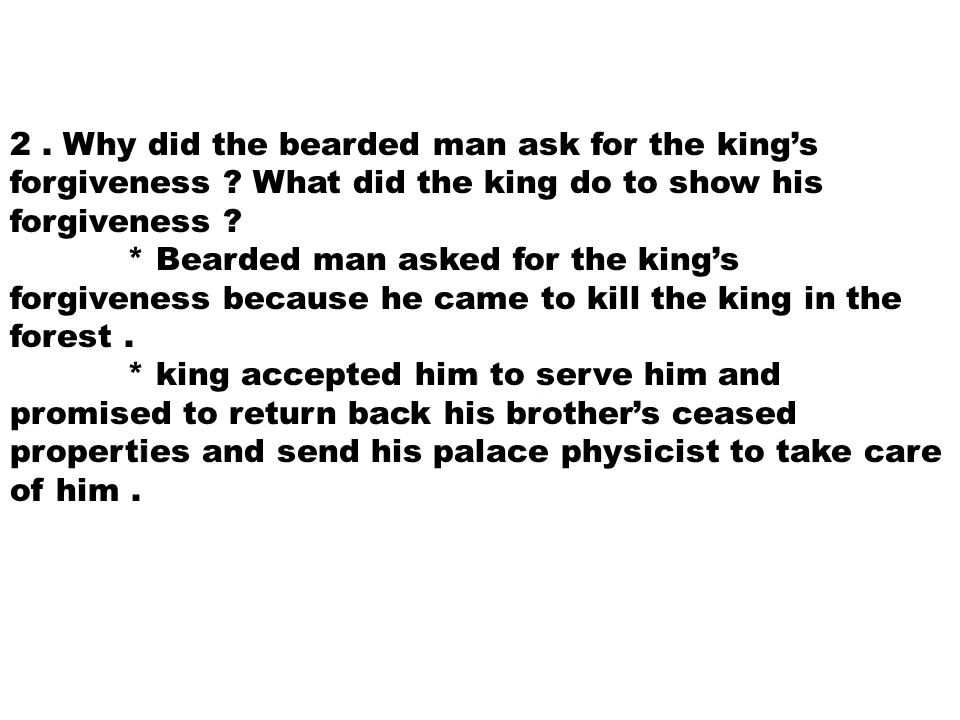 2 . Why did the bearded man ask for the king’s
forgiveness ? What did the king do to show his
forgiveness ?
* Bearded man asked for the king’s
forgiveness because he came to kill the king in the
forest .
* king accepted him to serve him and
promised to return back his brother’s ceased
properties and send his palace physicist to take care
of him .